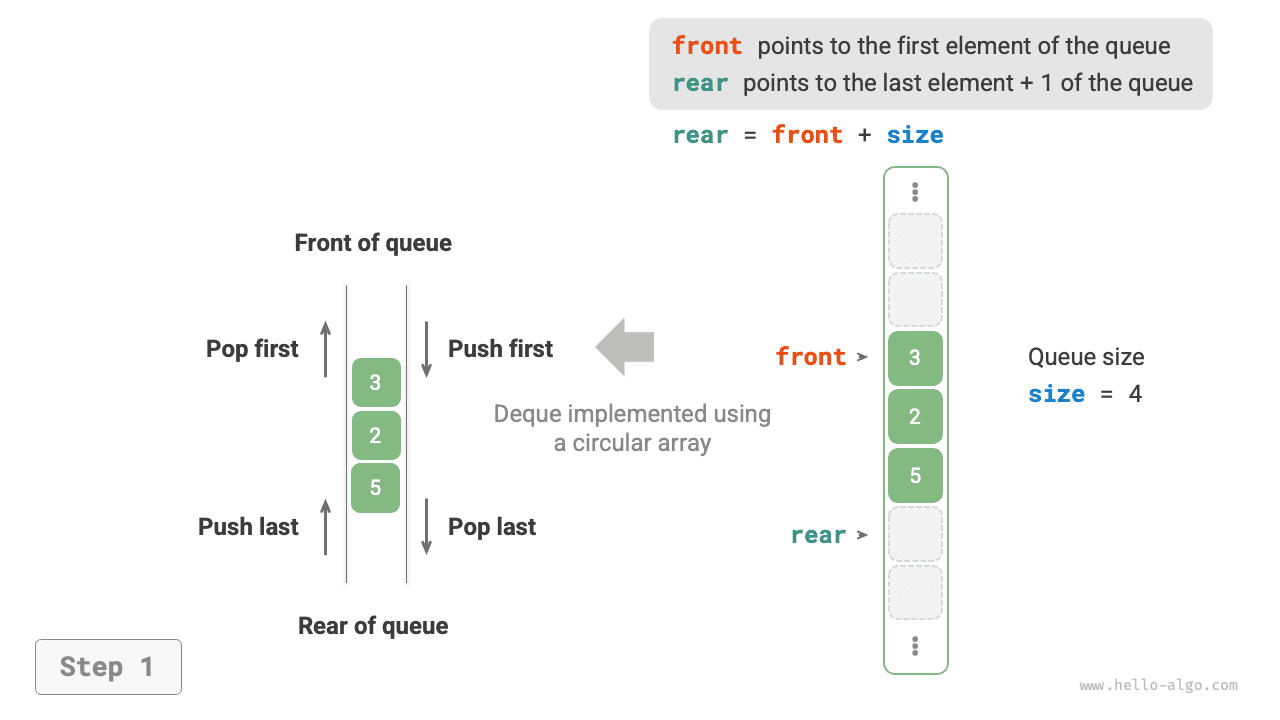 front points to the first element of the queue
rear points to the last element + 1 of the queue
rear = front + size
Front of queue
Pop first
Push first
3
2
5
Push last
Pop last
Rear of queue
Deque implemented using
a circular array
front
3
2
5
rear
Queue size
size = 4
Step 1
www.hello-algo.com